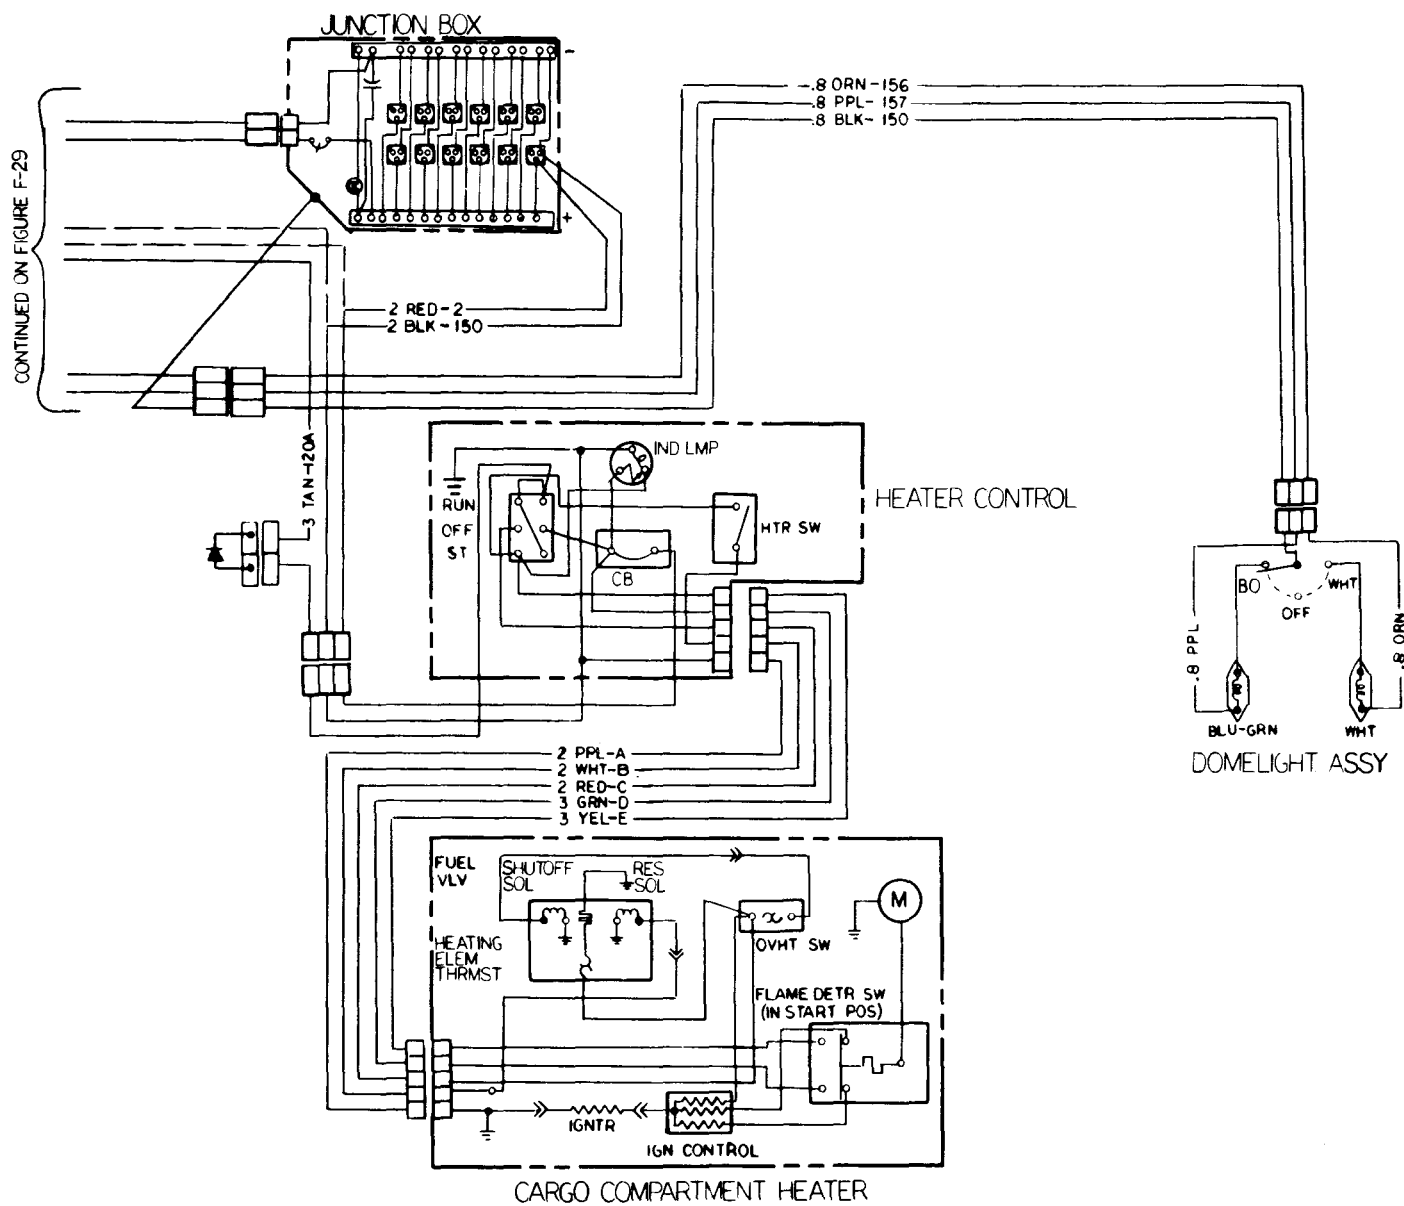 JUNCTION BOX
-
+
CONTINUED ON FIGURE F-29
.8 ORN-156
.8 PPL-157
.8 BLK-150
2 RED-2
2 BLK-150
3 TAN-120A
IND LMP
RUN
OFF
ST
CB
HTR SW
HEATER CONTROL
BO
OFF
WHT
.8 PPL
.8 ORN
BLU-GRN
WHT
DOMELIGHT ASSY
2 PPL-A
2 WHT-B
2 RED-C
3 GRN-D
3 YEL-E
FUEL
VLV
SHUTOFF
SOL
RES
SOL
M
HEATING
ELEM
THRMST
OVHT SW
FLAME DETR SW
(IN START POS)
IGNTR
IGN CONTROL
CARGO COMPARTMENT HEATER